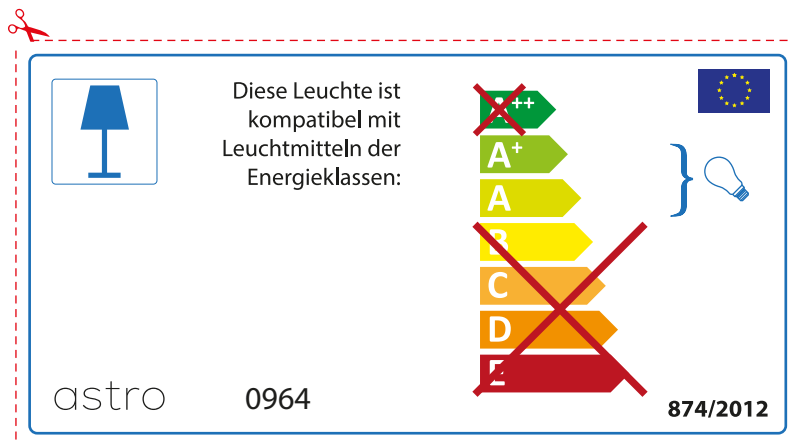 Diese Leuchte ist
kompatibel mit
Leuchtmitteln der
Energieklassen:
A++
A+
A
B
C
D
E
astro
0964
874/2012